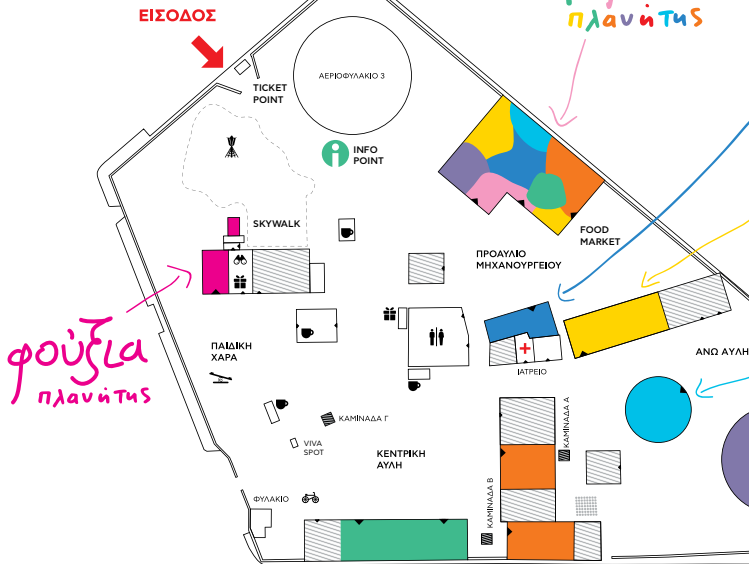 ΕΙΣΟΔΟΣ
πλανήτης
TICKET
POINT
ΑΕΡΙΟΦΥΛΑΚΙΟ 3
INFO
POINT
SKYWALK
FOOD
MARKET
ΠΡΟΑΥΛΙΟ
ΜΗΧΑΝΟΥΡΓΕΙΟΥ
φούξια
πλανήτης
ΠΑΙΔΙΚΗ
ΧΑΡΑ
ΙΑΤΡΕΙΟ
ΑΝΩ ΑΥΛΗ
ΚΑΜΙΝΑΔΑ Γ
ΚΑΜΙΝΑΔΑ Α
VIVA
SPOT
ΚΕΝΤΡΙΚΗ
ΑΥΛΗ
ΚΑΜΙΝΑΔΑ Β
ΦΥΛΑΚΙΟ